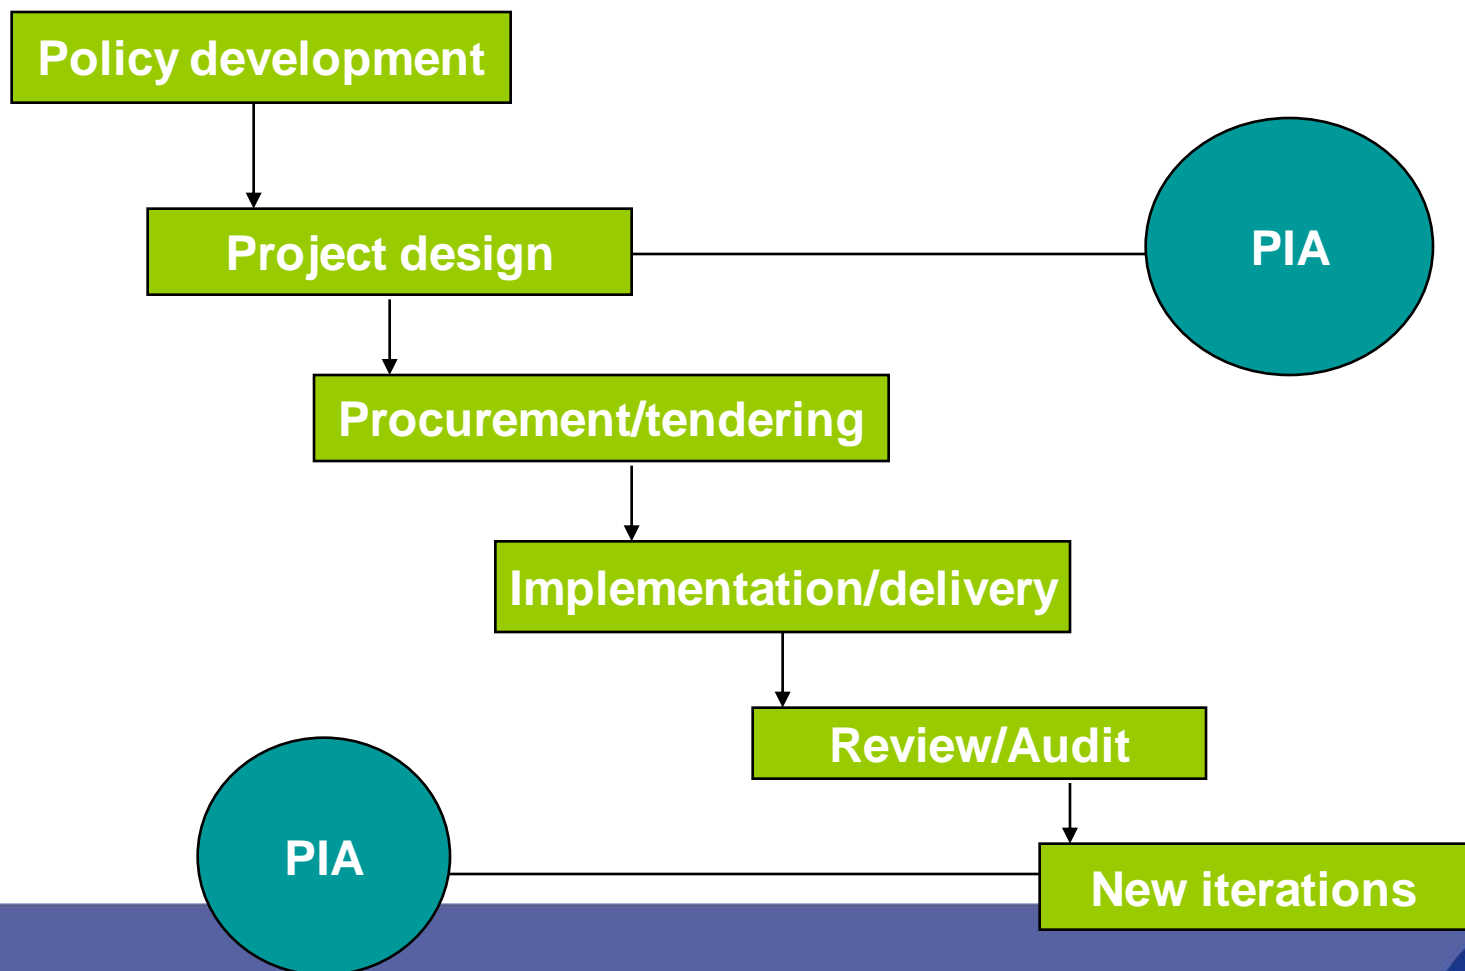 Policy development
Project design
PIA
Procurement/tendering
Implementation/delivery
Review/Audit
PIA
New iterations